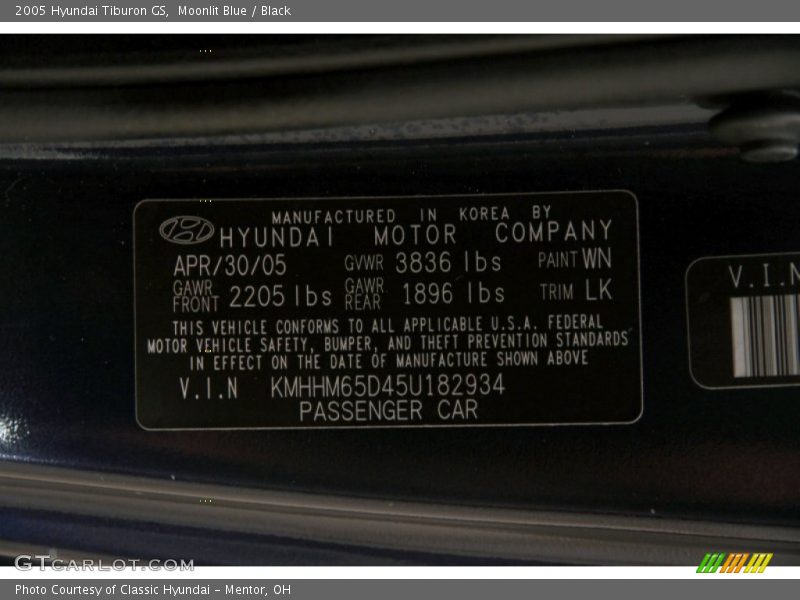 2005 Hyundai Tiburon GS, Moonlit Blue / Black
MANUFACTURED IN KOREA BY
HYUNDAI MOTOR COMPANY
APR/30/05 GVWR 3836 lbs PAINT WN
GAWR FRONT 2205 lbs GAWR REAR 1896 lbs TRIM LK
THIS VEHICLE CONFORMS TO ALL APPLICABLE U.S.A. FEDERAL
MOTOR VEHICLE SAFETY, BUMPER, AND THEFT PREVENTION STANDARDS
IN EFFECT ON THE DATE OF MANUFACTURE SHOWN ABOVE
V.I.N KMHHM65D45U182934
PASSENGER CAR
V.I.N
GTCARLOT.COM
Photo Courtesy of Classic Hyundai - Mentor, OH